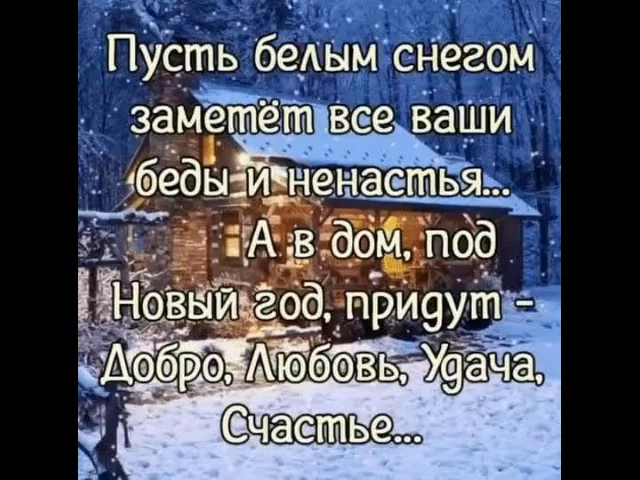 Пусть белым снегом
заметёт все ваши
беды и ненастья...
А в дом, под
Новый год, придут -
Добро, Любовь, Удача,
Счастье...